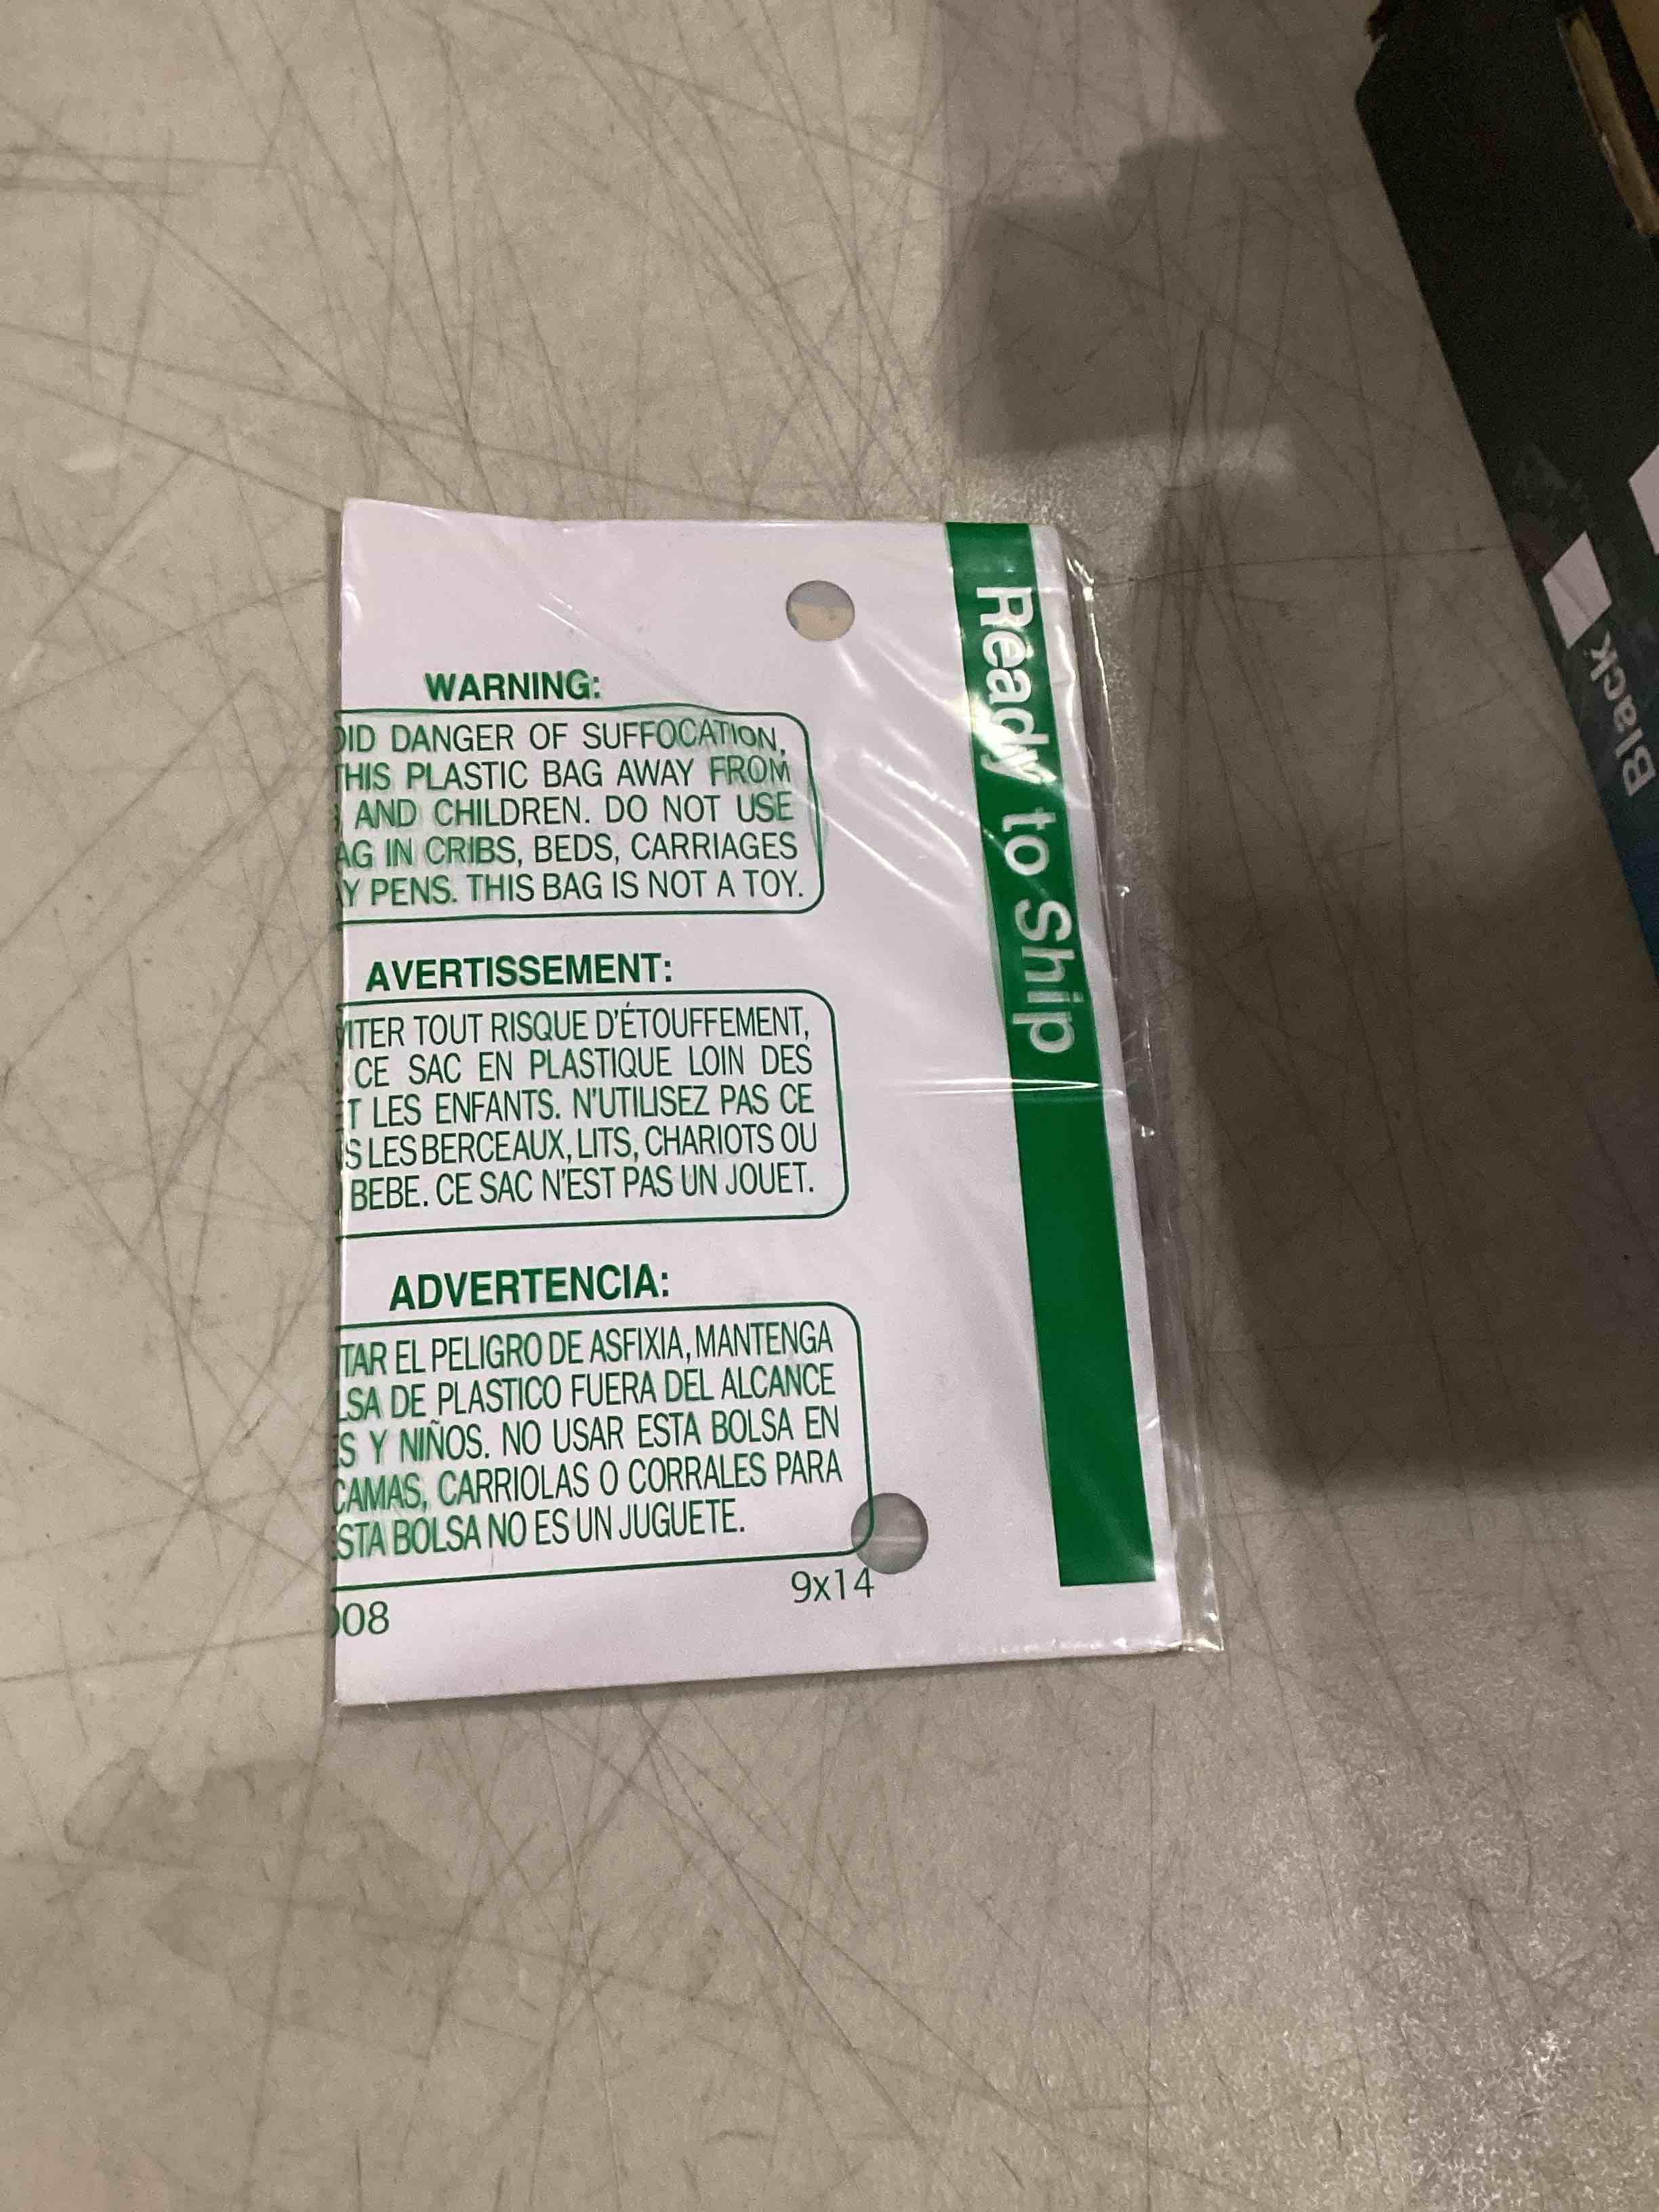 WARNING:
OID DANGER OF SUFFOCATION,
THIS PLASTIC BAG AWAY FROM
AND CHILDREN. DO NOT USE
AG IN CRIBS, BEDS, CARRIAGES
AY PENS. THIS BAG IS NOT A TOY.
AVERTISSEMENT:
VITER TOUT RISQUE D'ÉTOUFFEMENT,
CE SAC EN PLASTIQUE LOIN DES
ET LES ENFANTS. N'UTILISEZ PAS CE
S LES BERCEAUX, LITS, CHARIOTS OU
BEBE. CE SAC N'EST PAS UN JOUET.
ADVERTENCIA:
TAR EL PELIGRO DE ASFIXIA, MANTENGA
LSA DE PLASTICO FUERA DEL ALCANCE
S Y NIÑOS. NO USAR ESTA BOLSA EN
CAMAS, CARRIOLAS O CORRALES PARA
STA BOLSA NO ES UN JUGUETE.
9x14
008
Ready to Ship
Black